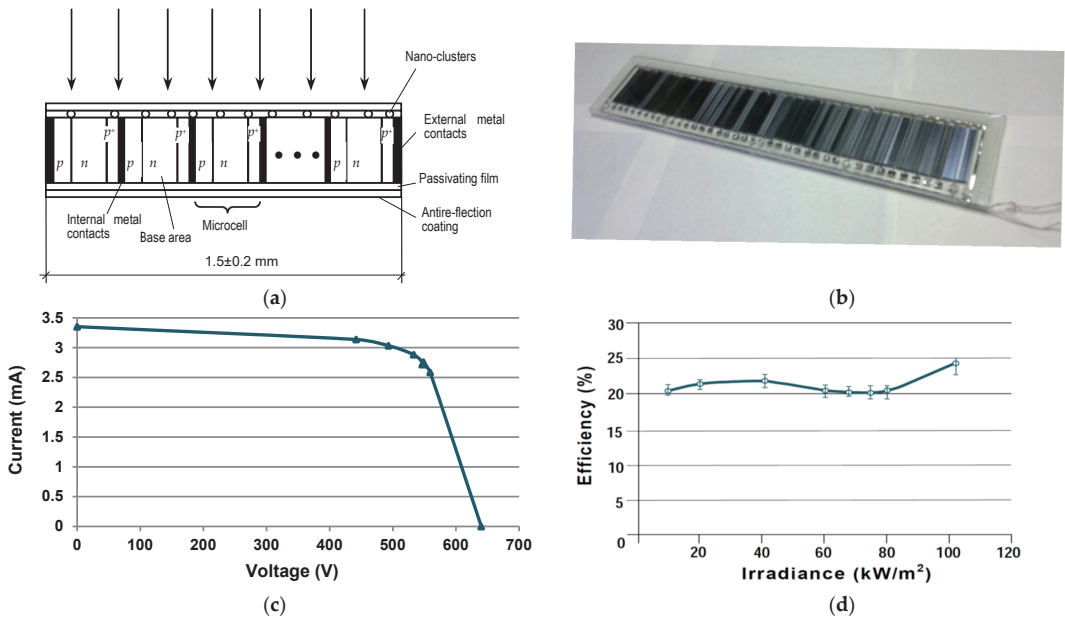 Nano-clusters
External metal
contacts
p+ p+ p+ p+
p n p n p n p n
Passivating film
Internal metal
contacts
Base area
Microcell
Antire-flection
coating
1.5±0.2 mm
(a)
(b)
3.5
3
2.5
2
1.5
1
0.5
0
Current (mA)
0 100 200 300 400 500 600 700
Voltage (V)
(c)
30
25
20
15
10
5
0
Efficiency (%)
20 40 60 80 100 120
Irradiance (kW/m²)
(d)